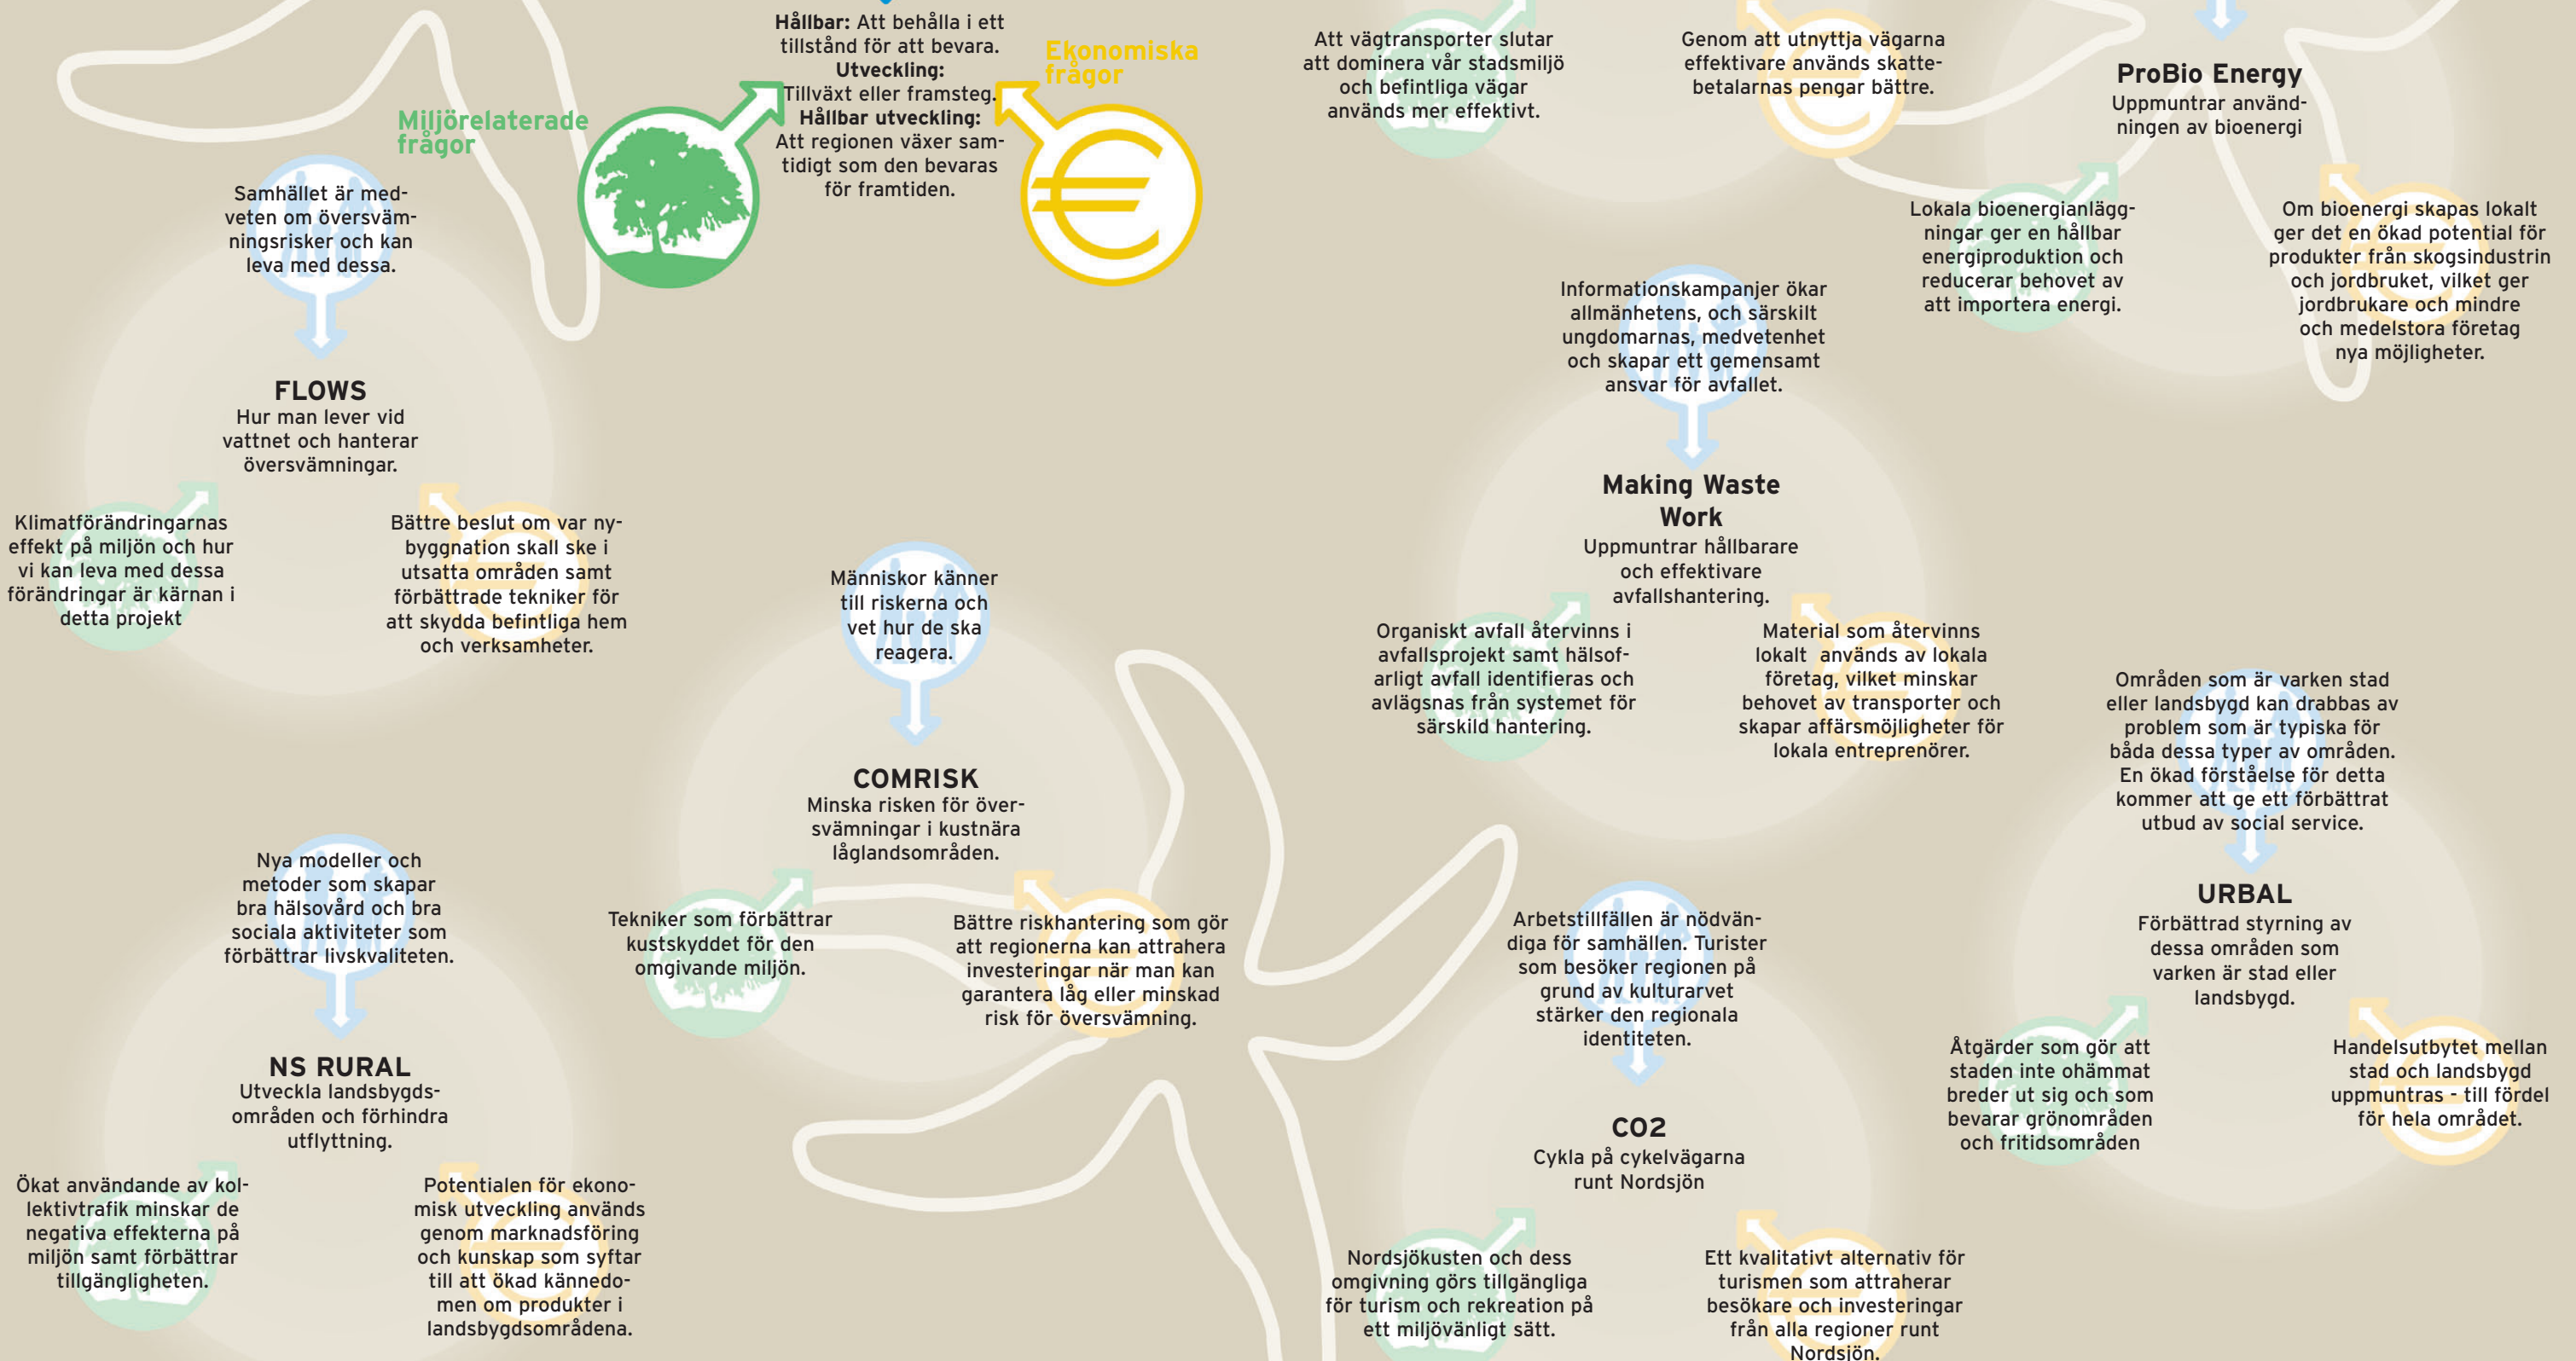 Hållbar: Att behålla i ett
tillstånd för att bevara.
Utveckling:
Tillväxt eller framsteg.
Hållbar utveckling:
Att regionen växer sam-
tidigt som den bevaras
för framtiden.
Miljörelaterade
frågor
Ekonomiska
frågor
Samhället är med-
veten om översväm-
ningsrisker och kan
leva med dessa.
FLOWS
Hur man lever vid
vattnet och hanterar
översvämningar.
Klimatförändringarnas
effekt på miljön och hur
vi kan leva med dessa
förändringar är kärnan i
detta projekt
Bättre beslut om var ny-
byggnation skall ske i
utsatta områden samt
förbättrade tekniker för
att skydda befintliga hem
och verksamheter.
Människor känner
till riskerna och
vet hur de ska
reagera.
COMRISK
Minska risken för över-
svämningar i kustnära
låglandsområden.
Tekniker som förbättrar
kustskyddet för den
omgivande miljön.
Bättre riskhantering som gör
att regionerna kan attrahera
investeringar när man kan
garantera låg eller minskad
risk för översvämning.
Nya modeller och
metoder som skapar
bra hälsovård och bra
sociala aktiviteter som
förbättrar livskvaliteten.
NS RURAL
Utveckla landsbygds-
områden och förhindra
utflyttning.
Ökat användande av kol-
lektivtrafik minskar de
negativa effekterna på
miljön samt förbättrar
tillgängligheten.
Potentialen för ekono-
misk utveckling används
genom marknadsföring
och kunskap som syftar
till att ökad kännedo-
men om produkter i
landsbygdsområdena.
Att vägtransporter slutar
att dominera vår stadsmiljö
och befintliga vägar
används mer effektivt.
Genom att utnyttja vägarna
effektivare används skatte-
betalarnas pengar bättre.
ProBio Energy
Uppmuntrar använd-
ningen av bioenergi
Lokala bioenergianlägg-
ningar ger en hållbar
energiproduktion och
reducerar behovet av
att importera energi.
Om bioenergi skapas lokalt
ger det en ökad potential för
produkter från skogsindustrin
och jordbruket, vilket ger
jordbrukare och mindre
och medelstora företag
nya möjligheter.
Informationskampanjer ökar
allmänhetens, och särskilt
ungdomarnas, medvetenhet
och skapar ett gemensamt
ansvar för avfallet.
Making Waste
Work
Uppmuntrar hållbarare
och effektivare
avfallshantering.
Organiskt avfall återvinns i
avfallsprojekt samt hälsof-
arligt avfall identifieras och
avlägsnas från systemet för
särskild hantering.
Material som återvinns
lokalt används av lokala
företag, vilket minskar
behovet av transporter och
skapar affärsmöjligheter för
lokala entreprenörer.
Områden som är varken stad
eller landsbygd kan drabbas av
problem som är typiska för
båda dessa typer av områden.
En ökad förståelse för detta
kommer att ge ett förbättrat
utbud av social service.
URBAL
Förbättrad styrning av
dessa områden som
varken är stad eller
landsbygd.
Åtgärder som gör att
staden inte ohämmat
breder ut sig och som
bevarar grönområden
och fritidsområden
Handelsutbytet mellan
stad och landsbygd
uppmuntras - till fördel
för hela området.
Arbetstillfällen är nödvän-
diga för samhällen. Turister
som besöker regionen på
grund av kulturarvet
stärker den regionala
identiteten.
CO2
Cykla på cykelvägarna
runt Nordsjön
Nordsjökusten och dess
omgivning görs tillgängliga
för turism och rekreation på
ett miljövänligt sätt.
Ett kvalitativt alternativ för
turismen som attraherar
besökare och investeringar
från alla regioner runt
Nordsjön.